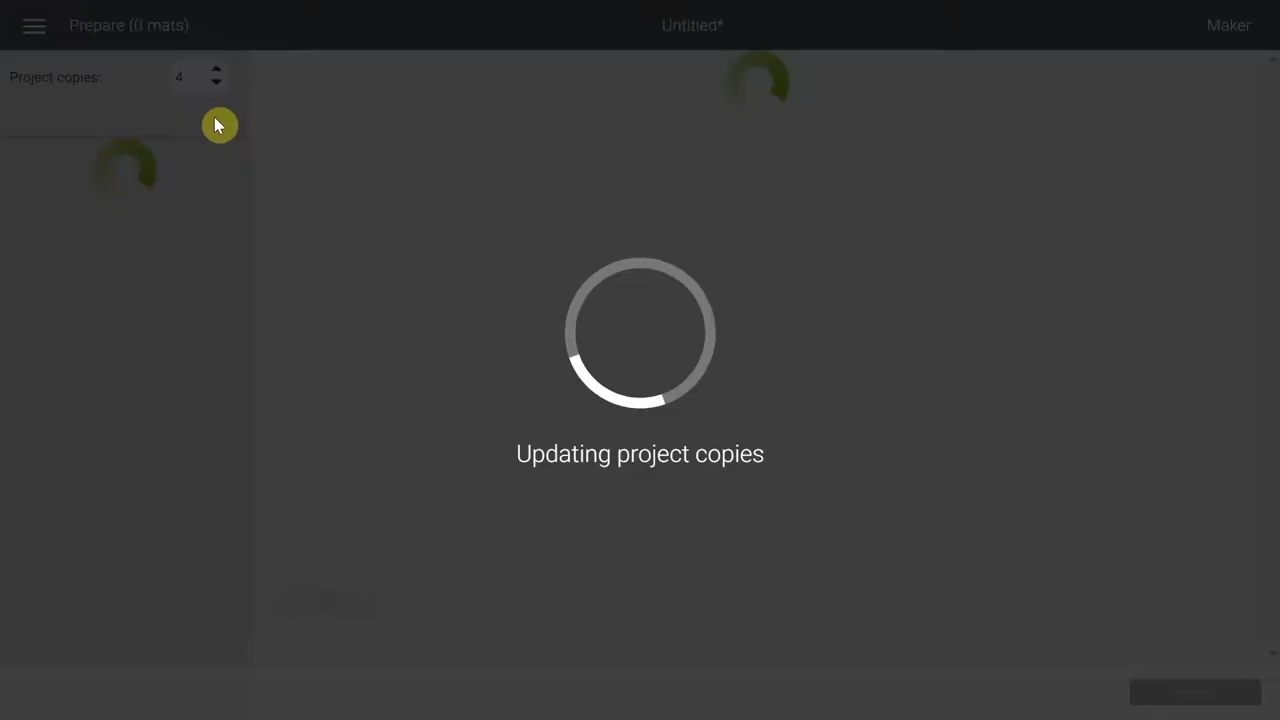 Prepare (0 mats)
Untitled*
Maker
Project copies:
4
Updating project copies